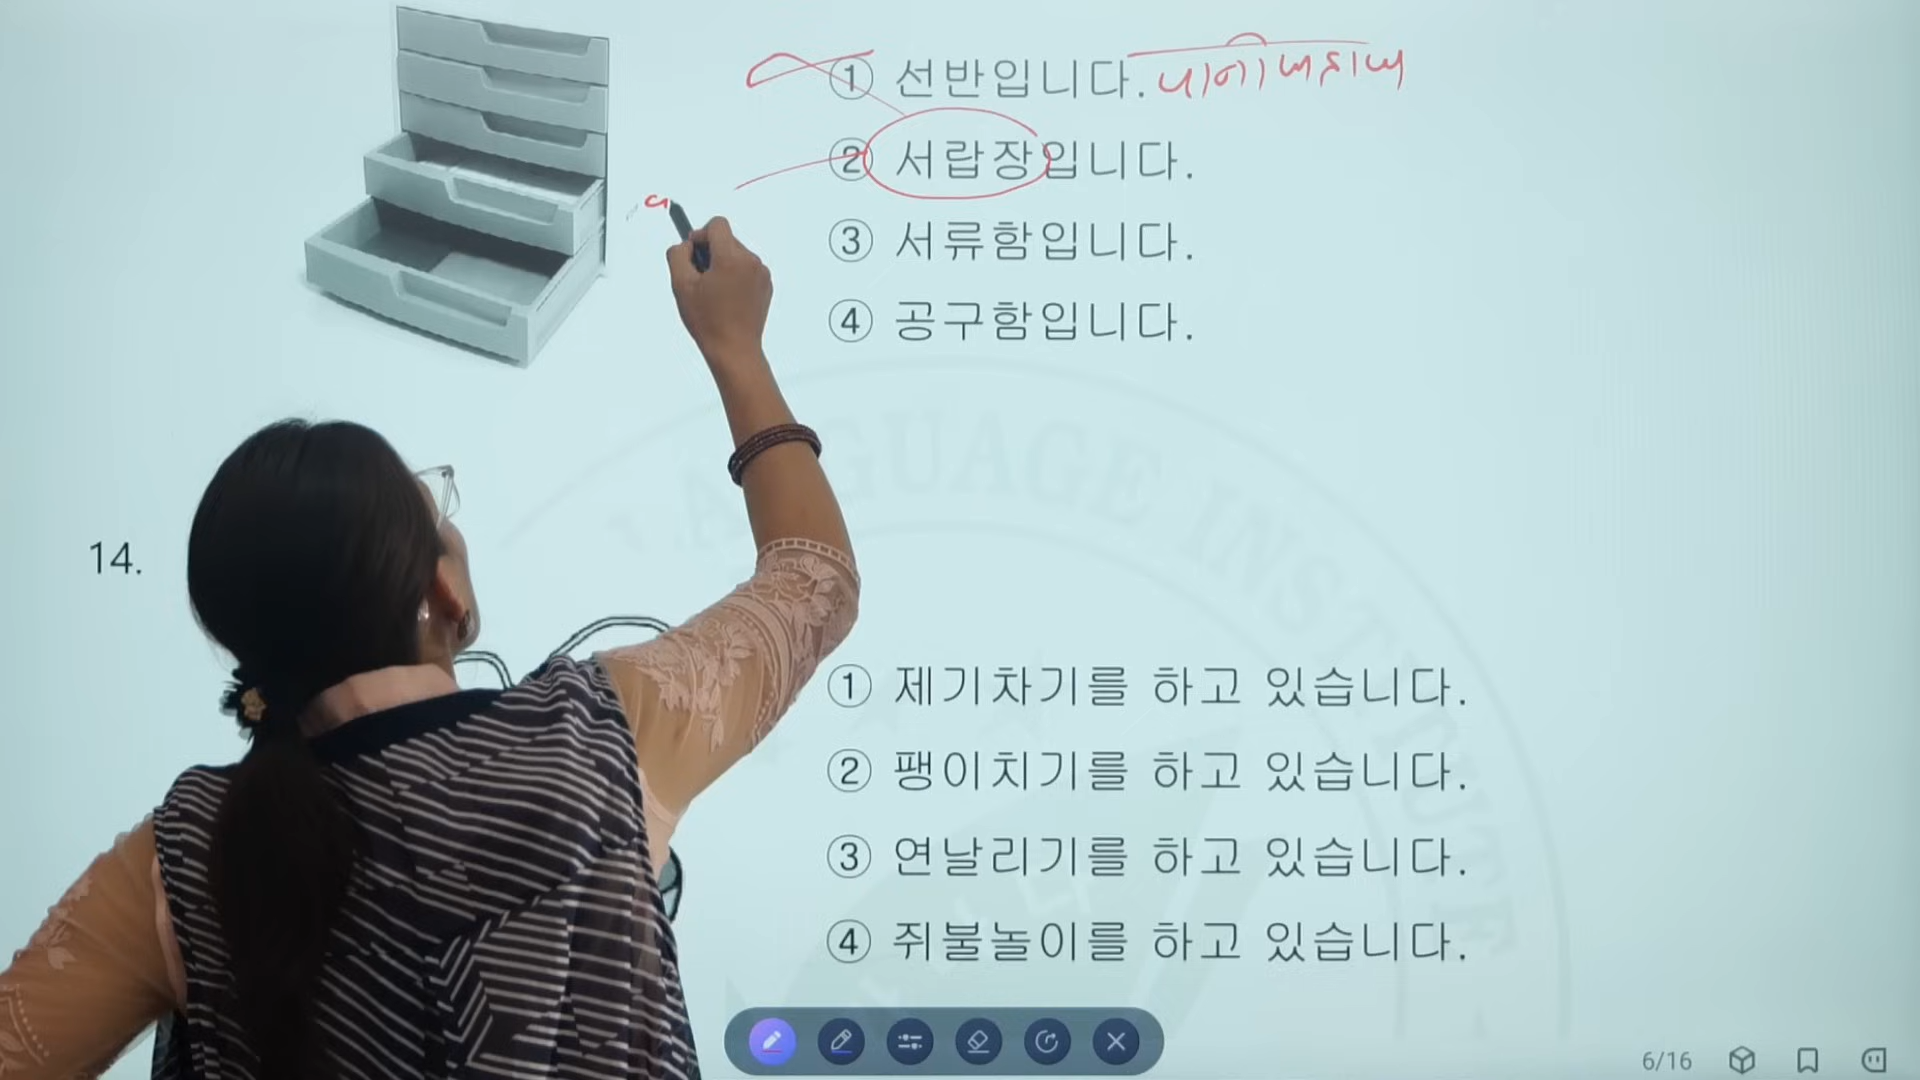 ① 선반입니다.
② 서랍장입니다.
③ 서류함입니다.
④ 공구함입니다.
LANGUAGE INSTITUTE
14.
① 제기차기를 하고 있습니다.
② 팽이치기를 하고 있습니다.
③ 연날리기를 하고 있습니다.
④ 쥐불놀이를 하고 있습니다.
6/16